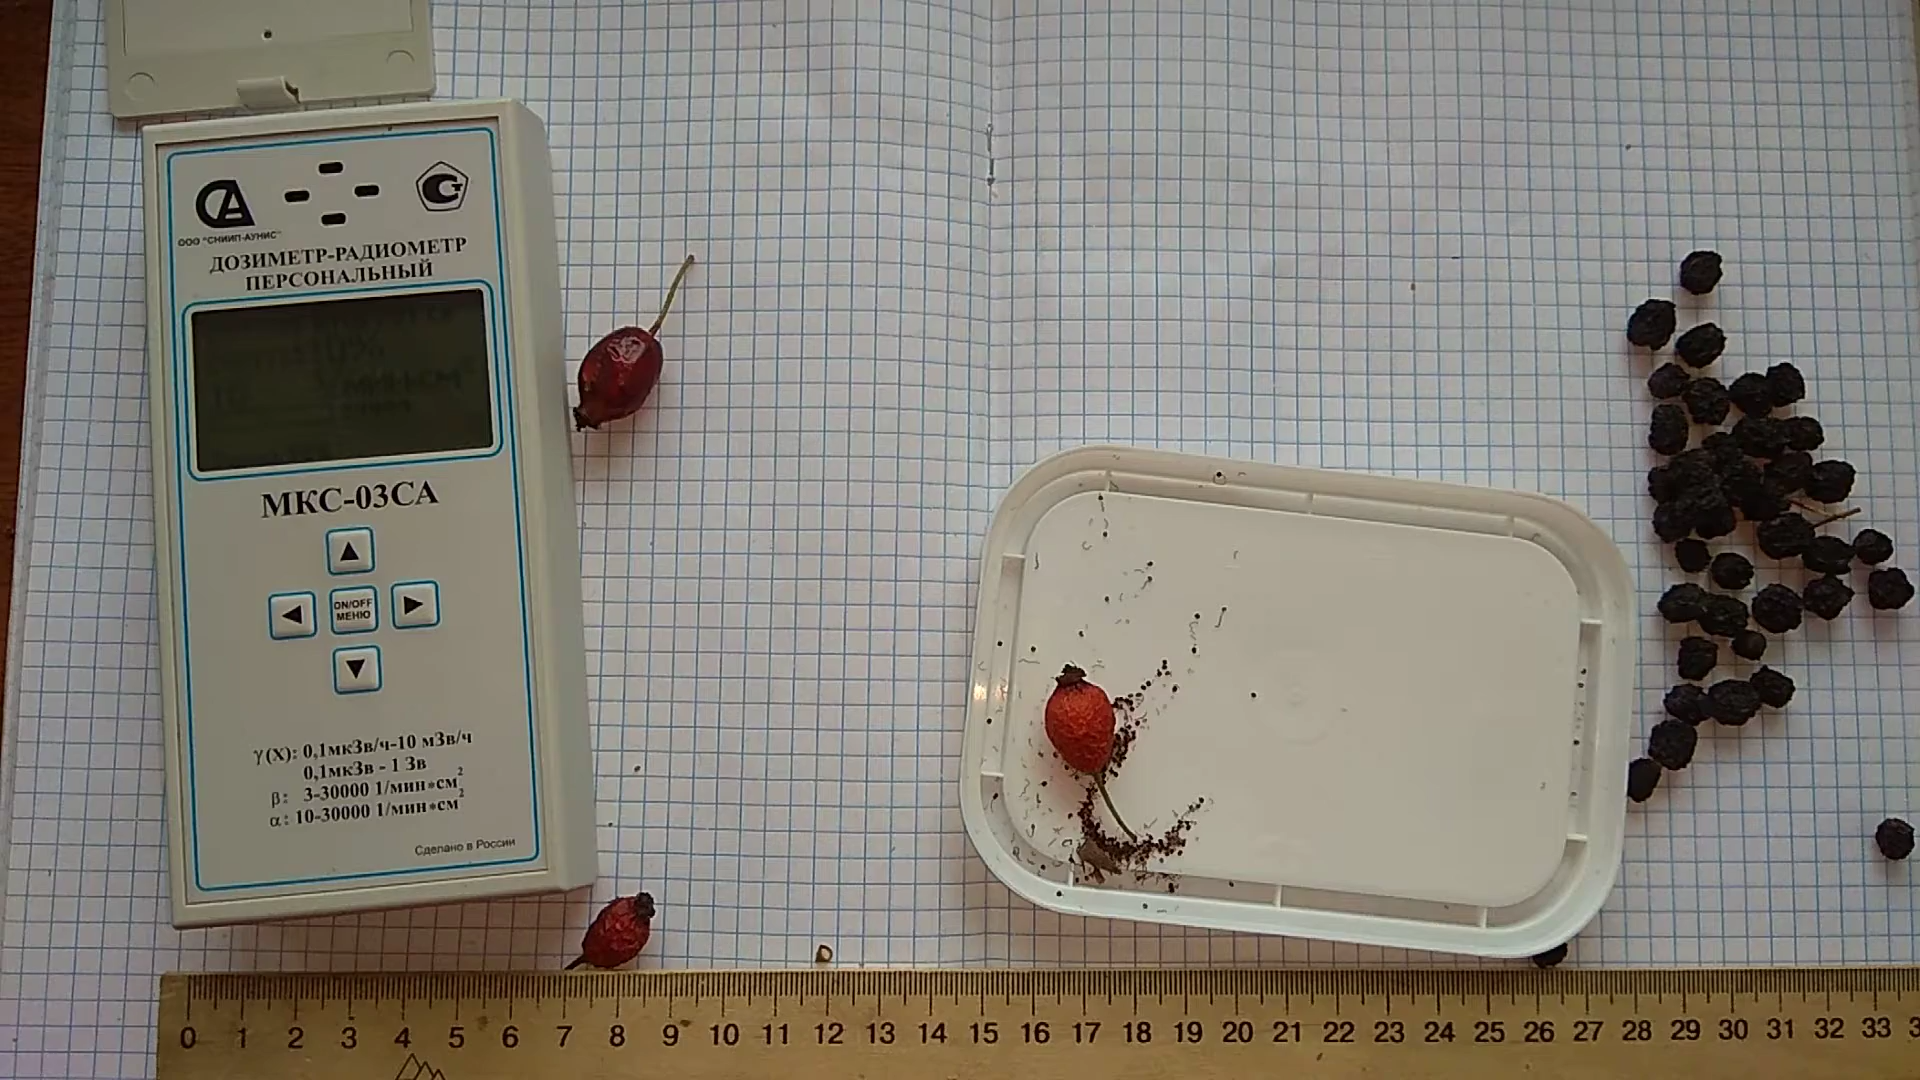 ООО "СНИИП-АУНИС"
ДОЗИМЕТР-РАДИОМЕТР
ПЕРСОНАЛЬНЫЙ
МКС-03СА
ON/OFF
МЕНЮ
γ(X): 0,1мкЗв/ч-10 мЗв/ч
0,1мкЗв - 1 Зв
β: 3-30000 1/мин*см²
α: 10-30000 1/мин*см²
Сделано в России
0 1 2 3 4 5 6 7 8 9 10 11 12 13 14 15 16 17 18 19 20 21 22 23 24 25 26 27 28 29 30 31 32 33